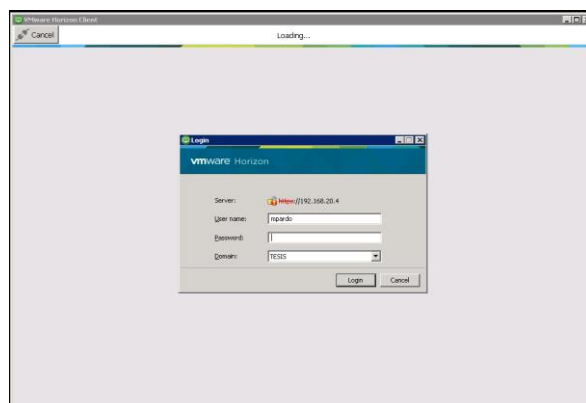 VMware Horizon Client
Cancel
Loading...
Login
vmware Horizon
Server: https://192.168.20.4
User name: mpardo
Password:
Domain: TESIS
Login Cancel